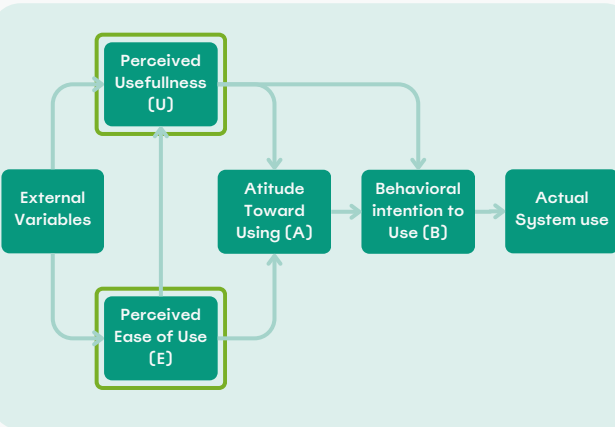 Perceived
Usefullness
(U)
External
Variables
Atitude
Toward
Using (A)
Behavioral
intention to
Use (B)
Actual
System use
Perceived
Ease of Use
(E)